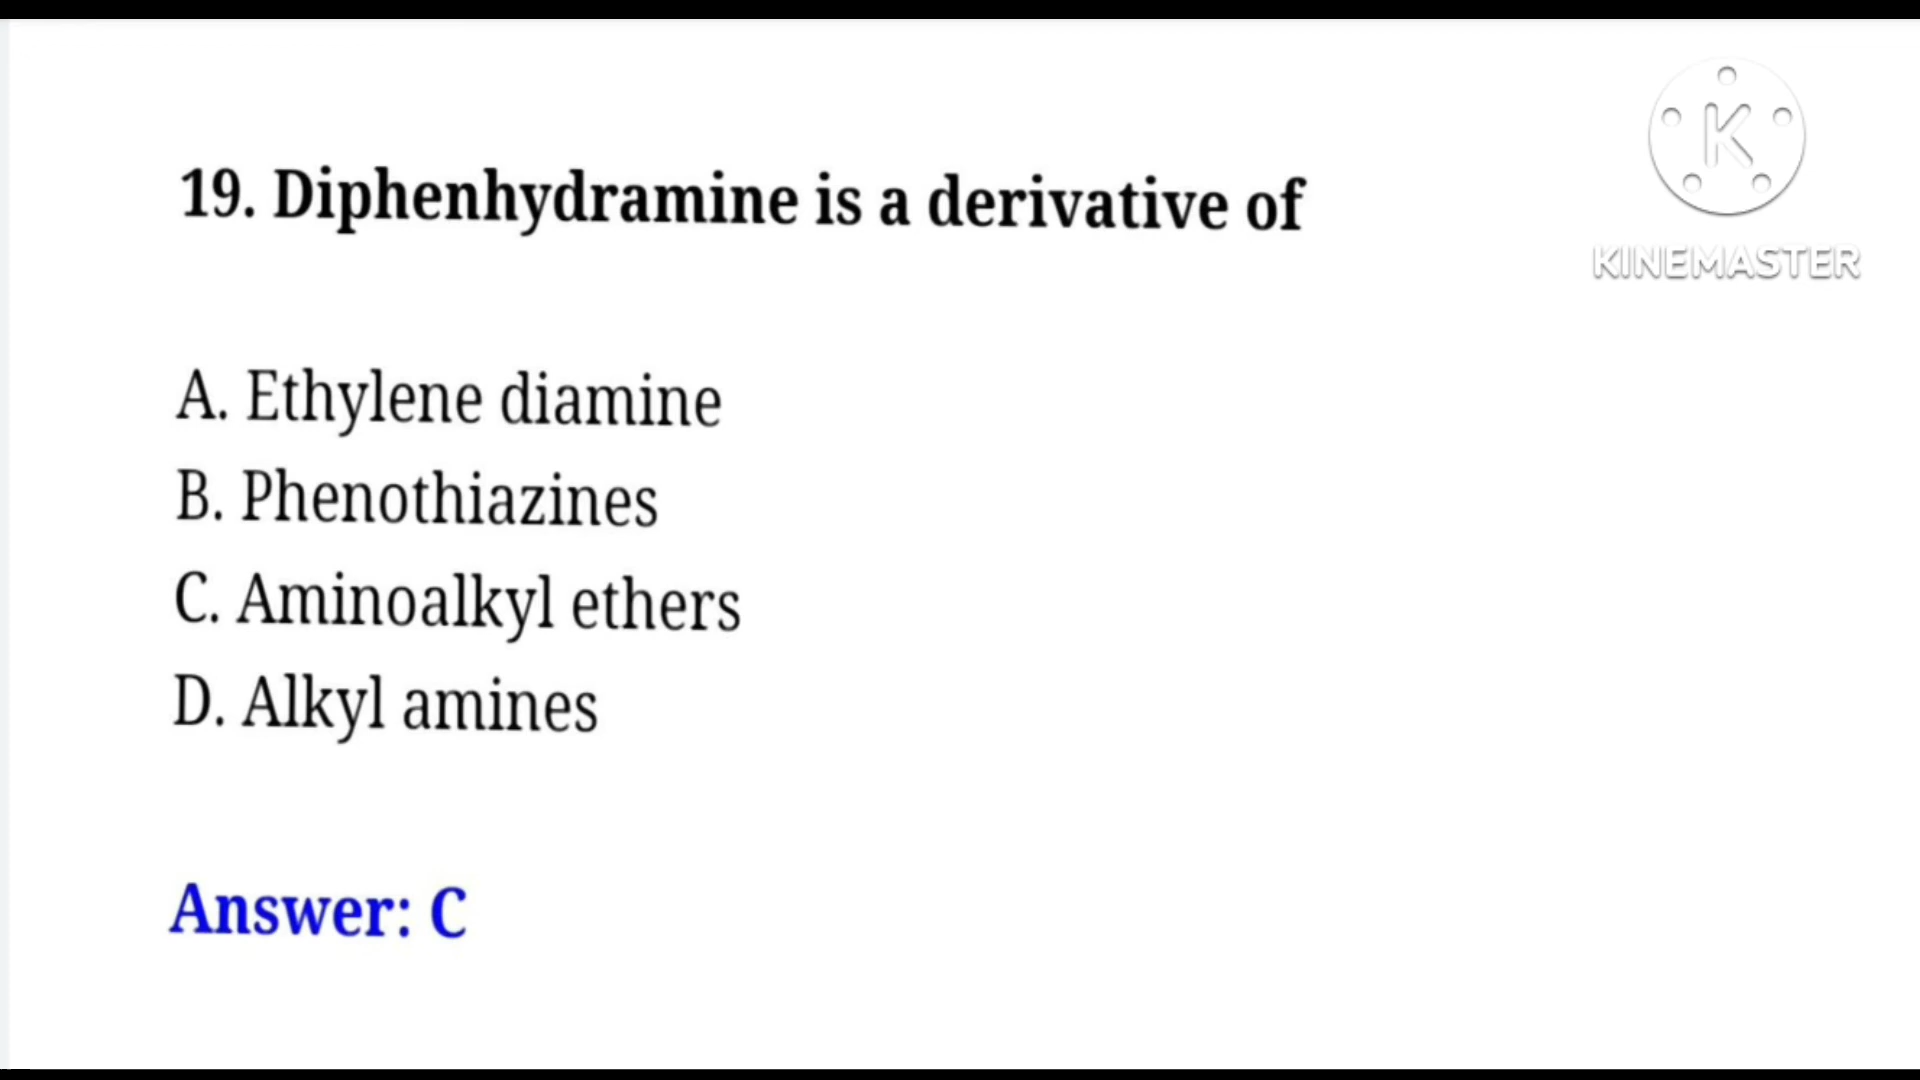 19. Diphenhydramine is a derivative of
K
KINEMASTER
A. Ethylene diamine
B. Phenothiazines
C. Aminoalkyl ethers
D. Alkyl amines
Answer: C